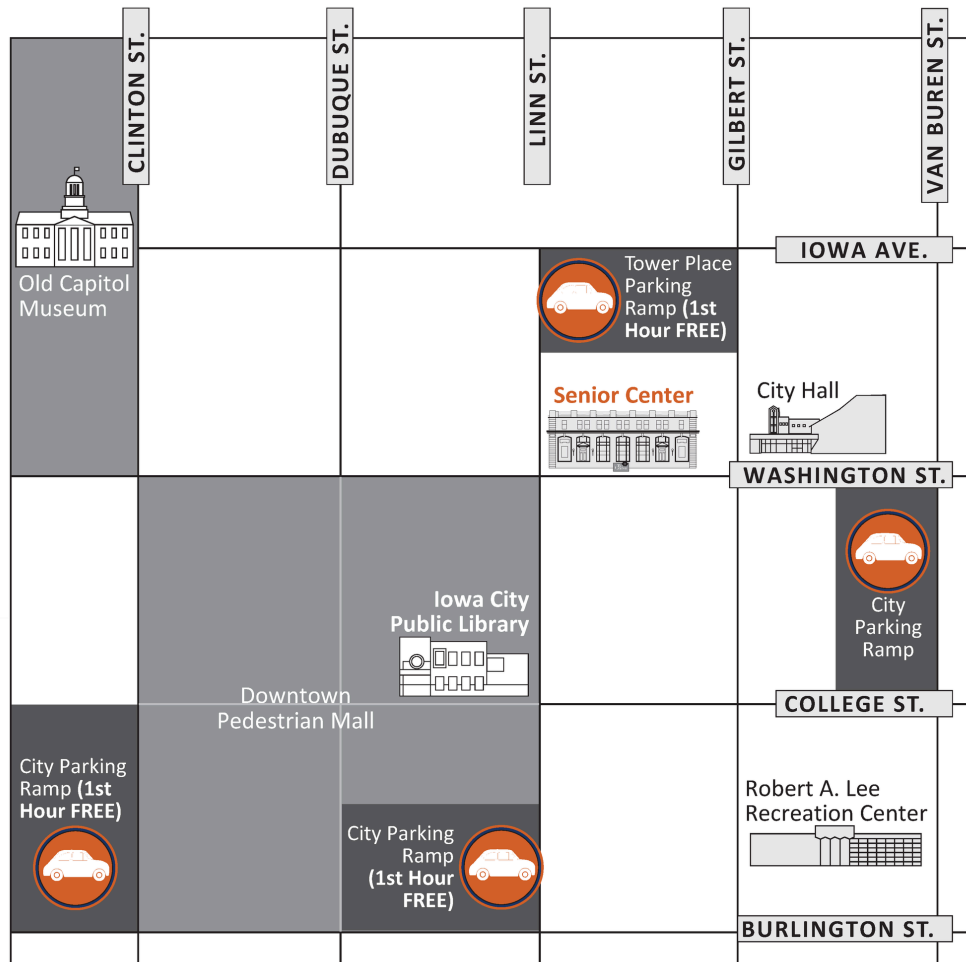 CLINTON ST.
DUBUQUE ST.
LINN ST.
GILBERT ST.
VAN BUREN ST.
IOWA AVE.
Old Capitol
Museum
Tower Place
Parking
Ramp (1st
Hour FREE)
Senior Center
City Hall
WASHINGTON ST.
City
Parking
Ramp
Iowa City
Public Library
Downtown
Pedestrian Mall
COLLEGE ST.
City Parking
Ramp (1st
Hour FREE)
City Parking
Ramp
(1st Hour
FREE)
Robert A. Lee
Recreation Center
BURLINGTON ST.